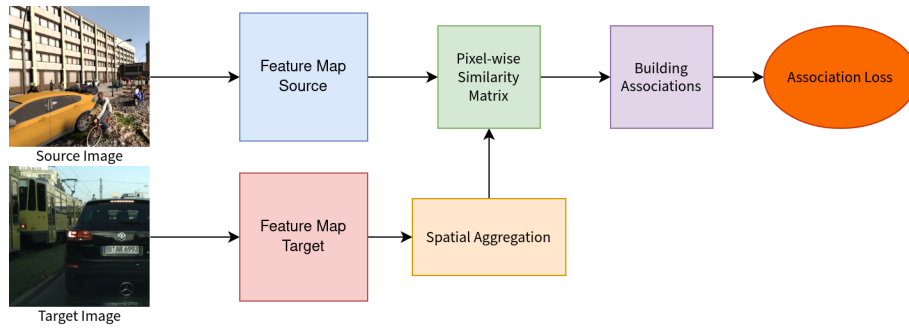 Feature Map
Source
Pixel-wise
Similarity
Matrix
Building
Associations
Association Loss
Source Image
Feature Map
Target
Spatial Aggregation
Target Image